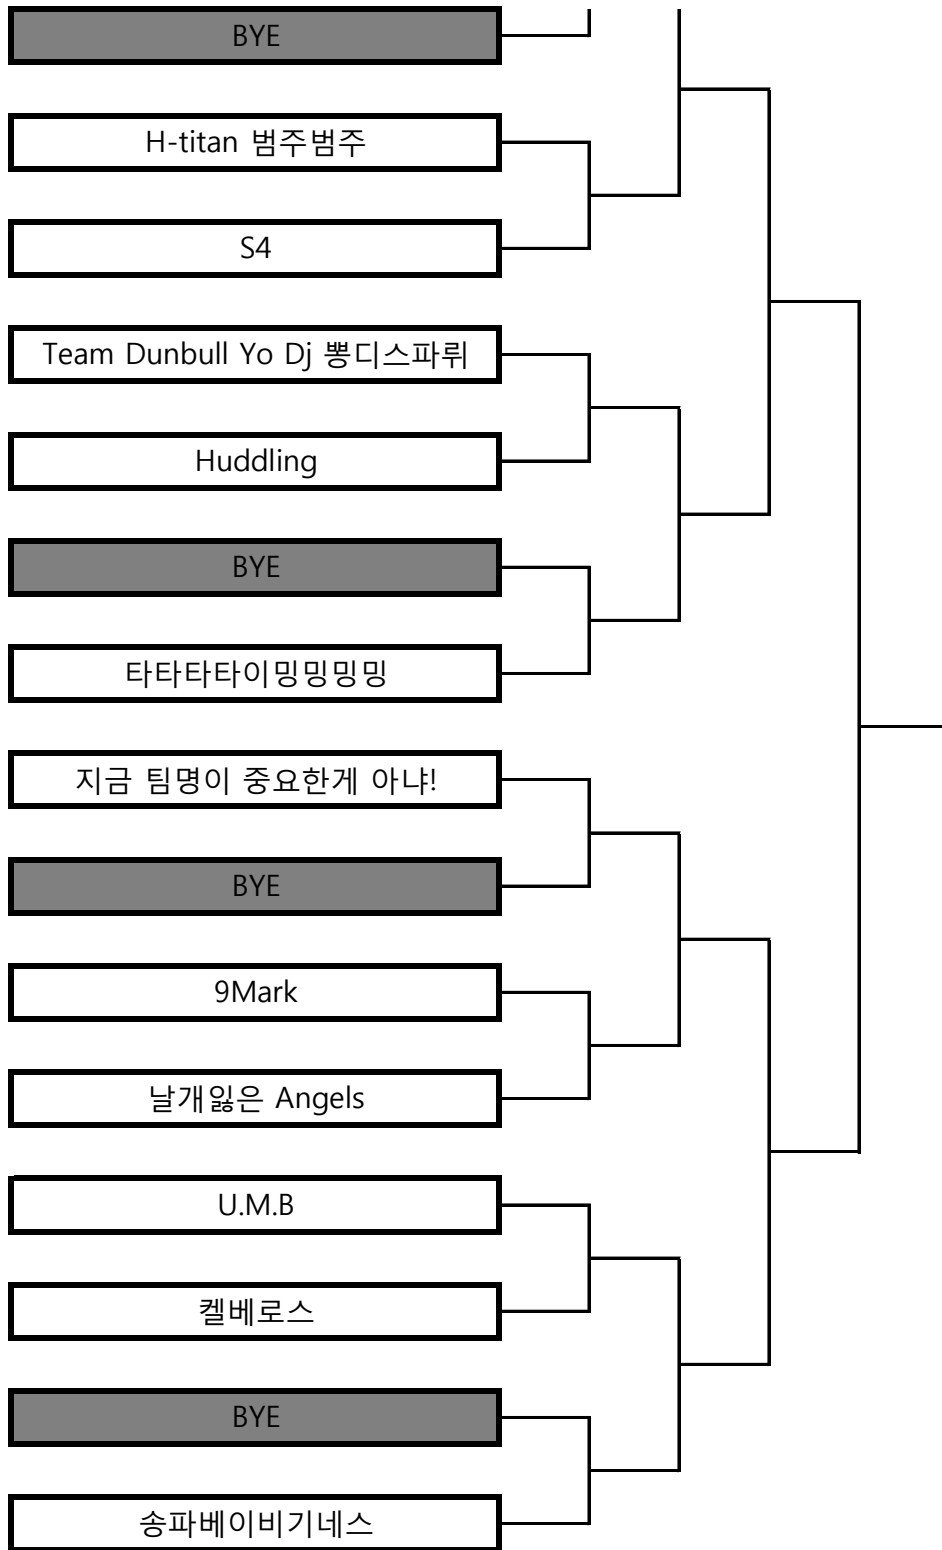 BYE
H-titan 범주범주
S4
Team Dunbull Yo Dj 뽕디스파뤼
Huddling
BYE
타타타타이밍밍밍밍
지금 팀명이 중요한게 아냐!
BYE
9Mark
날개잃은 Angels
U.M.B
켈베로스
BYE
송파베이비기네스